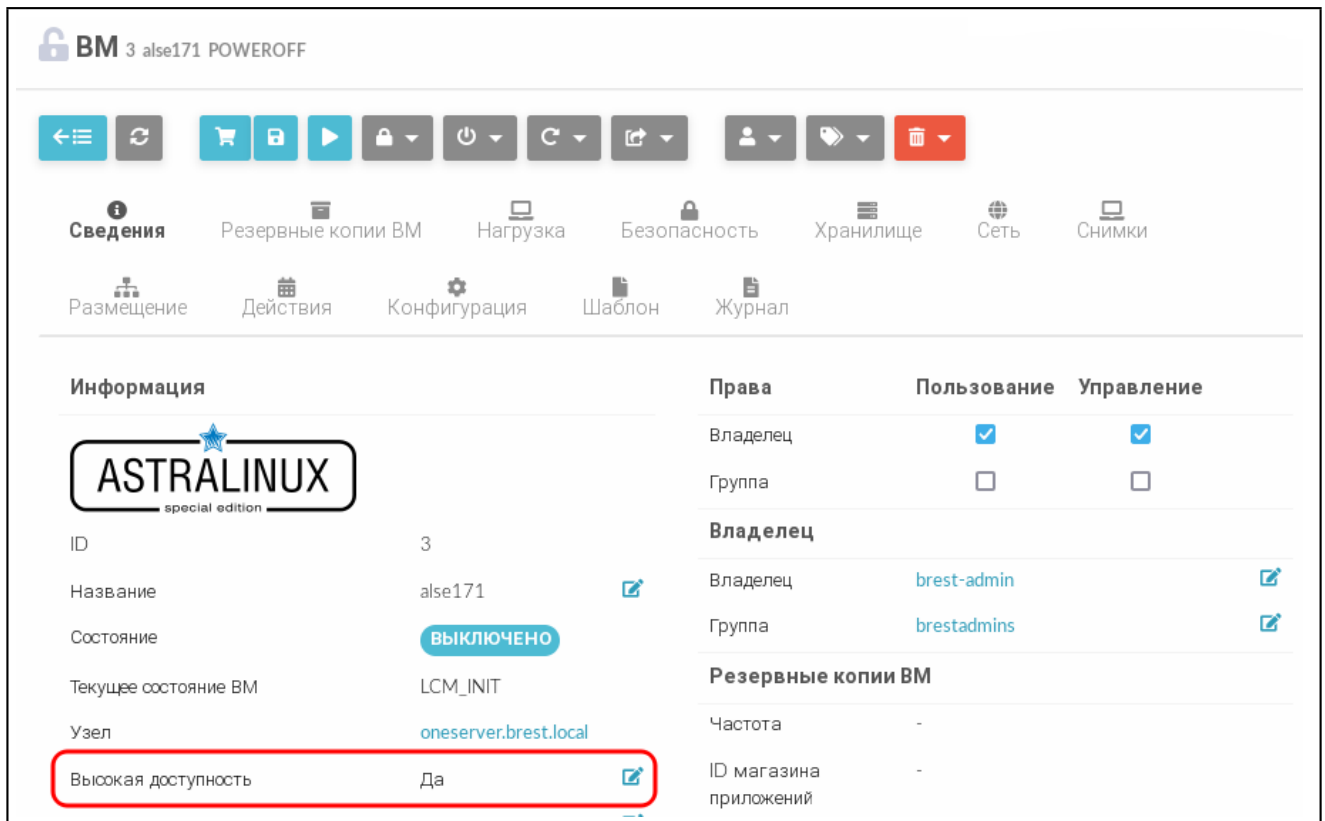 ВМ 3 alse171 POWEROFF
Сведения Резервные копии ВМ Нагрузка Безопасность Хранилище Сеть Снимки
Размещение Действия Конфигурация Шаблон Журнал
Информация
ASTRALINUX
special edition
ID 3
Название alse171
Состояние ВЫКЛЮЧЕНО
Текущее состояние ВМ LCM_INIT
Узел oneserver.brest.local
Высокая доступность Да
Права Пользование Управление
Владелец
Группа
Владелец
Владелец brest-admin
Группа brestadmins
Резервные копии ВМ
Частота -
ID магазина -
приложений